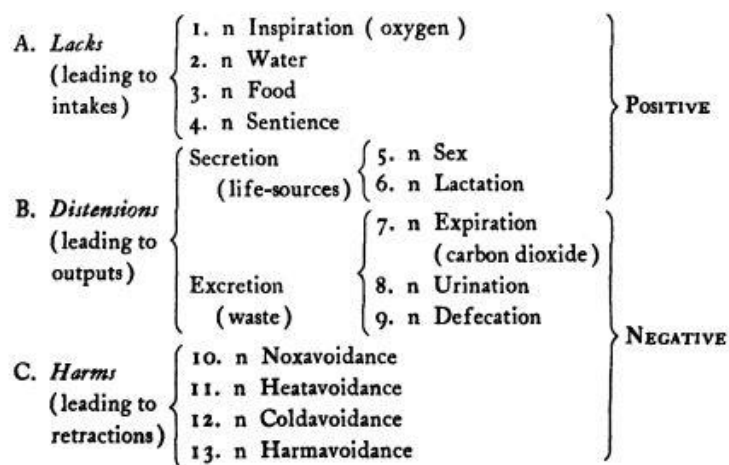 A. Lacks
(leading to
intakes)
1. n Inspiration (oxygen)
2. n Water
3. n Food
4. n Sentience
POSITIVE
B. Distensions
(leading to
outputs)
Secretion
(life-sources)
5. n Sex
6. n Lactation
Excretion
(waste)
7. n Expiration
(carbon dioxide)
8. n Urination
9. n Defecation
C. Harms
(leading to
retractions)
10. n Noxavoidance
11. n Heatavoidance
12. n Coldavoidance
13. n Harmavoidance
NEGATIVE